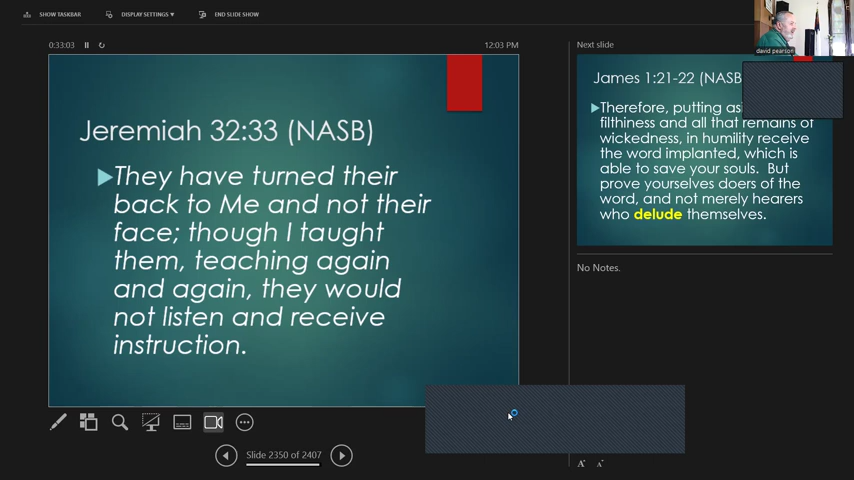 SHOW TASKBAR
DISPLAY SETTINGS ▼
END SLIDE SHOW
0:33:03
12:03 PM
Jeremiah 32:33 (NASB)
They have turned their
back to Me and not their
face; though I taught
them, teaching again
and again, they would
not listen and receive
instruction.
Slide 2350 of 2407
Next slide
James 1:21-22 (NASB
Therefore, putting asi
filthiness and all that remains of
wickedness, in humility receive
the word implanted, which is
able to save your souls. But
prove yourselves doers of the
word, and not merely hearers
who delude themselves.
No Notes.
A A
david pearson